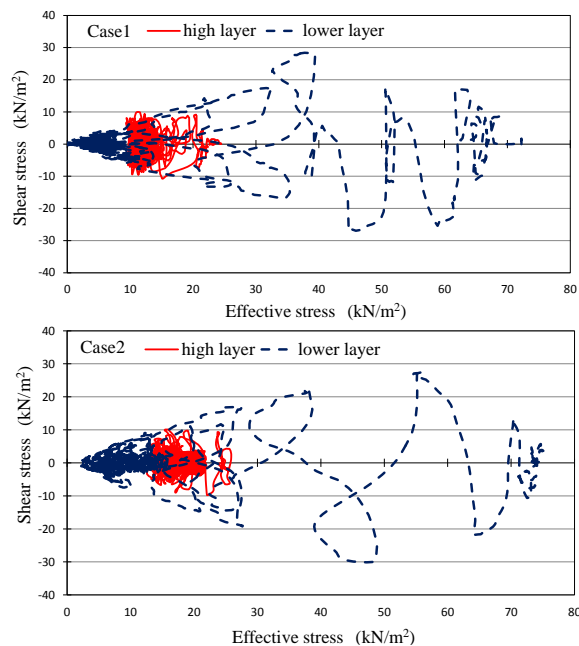 Case1 high layer lower layer
Shear stress (kN/m²)
40
30
20
10
0
-10
-20
-30
-40
0 10 20 30 40 50 60 70 80
Effective stress (kN/m²)
Case2 high layer lower layer
Shear stress (kN/m²)
40
30
20
10
0
-10
-20
-30
-40
0 10 20 30 40 50 60 70 80
Effective stress (kN/m²)